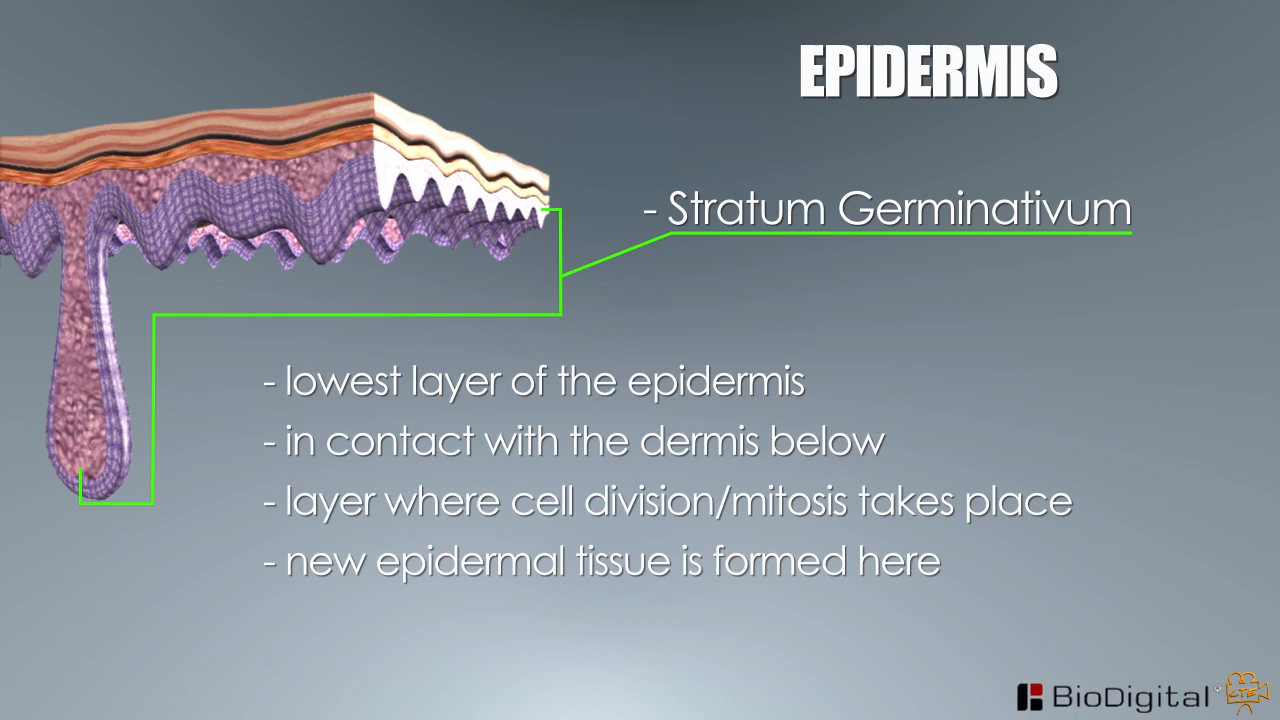 EPIDERMIS
- Stratum Germinativum
- lowest layer of the epidermis
- in contact with the dermis below
- layer where cell division/mitosis takes place
- new epidermal tissue is formed here
BioDigital®